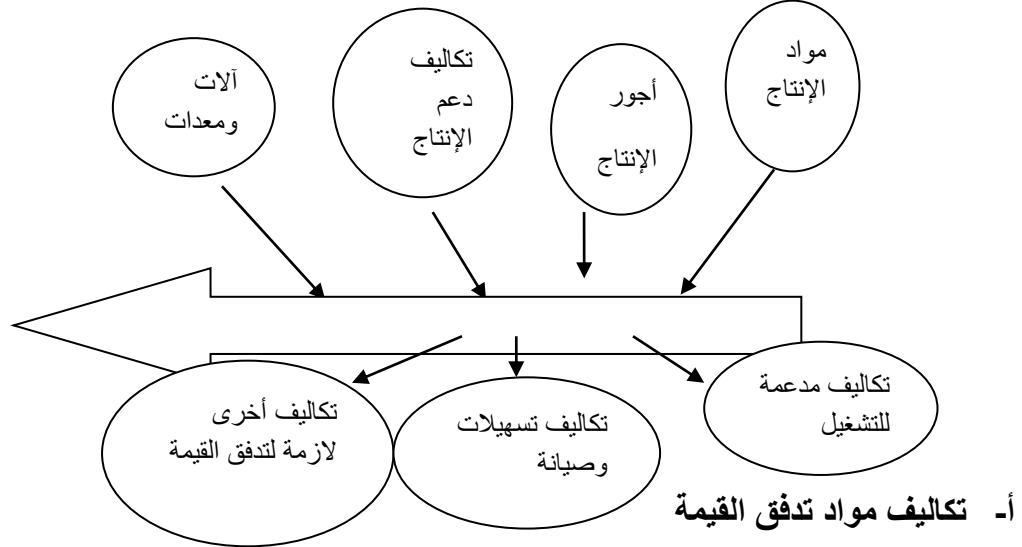 مواد
الإنتاج
أجور
الإنتاج
تكاليف
دعم
الإنتاج
آلات
ومعدات
تكاليف مدعمة
للتشغيل
تكاليف تسهيلات
وصيانة
تكاليف أخرى
لازمة لتدفق القيمة
أ- تكاليف مواد تدفق القيمة